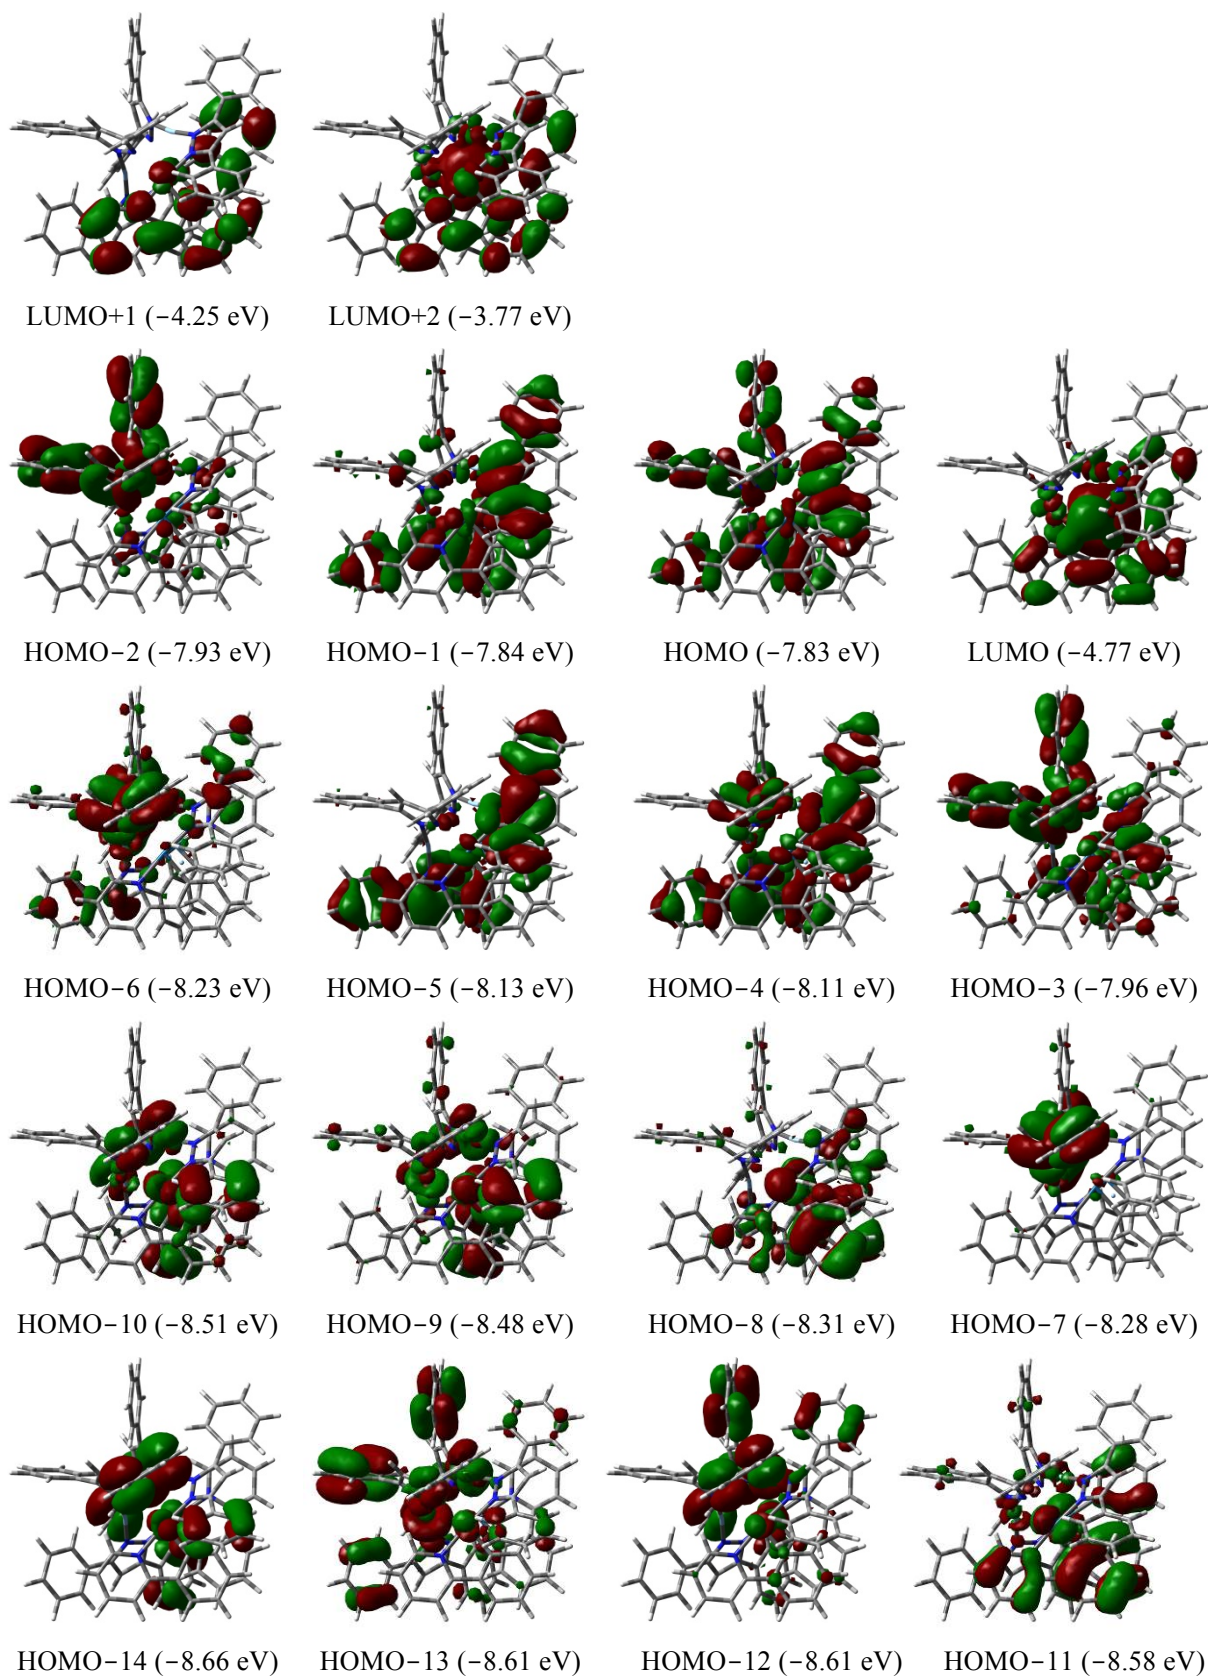 LUMO+1 (−4.25 eV) LUMO+2 (−3.77 eV)
HOMO−2 (−7.93 eV) HOMO−1 (−7.84 eV) HOMO (−7.83 eV) LUMO (−4.77 eV)
HOMO−6 (−8.23 eV) HOMO−5 (−8.13 eV) HOMO−4 (−8.11 eV) HOMO−3 (−7.96 eV)
HOMO−10 (−8.51 eV) HOMO−9 (−8.48 eV) HOMO−8 (−8.31 eV) HOMO−7 (−8.28 eV)
HOMO−14 (−8.66 eV) HOMO−13 (−8.61 eV) HOMO−12 (−8.61 eV) HOMO−11 (−8.58 eV)